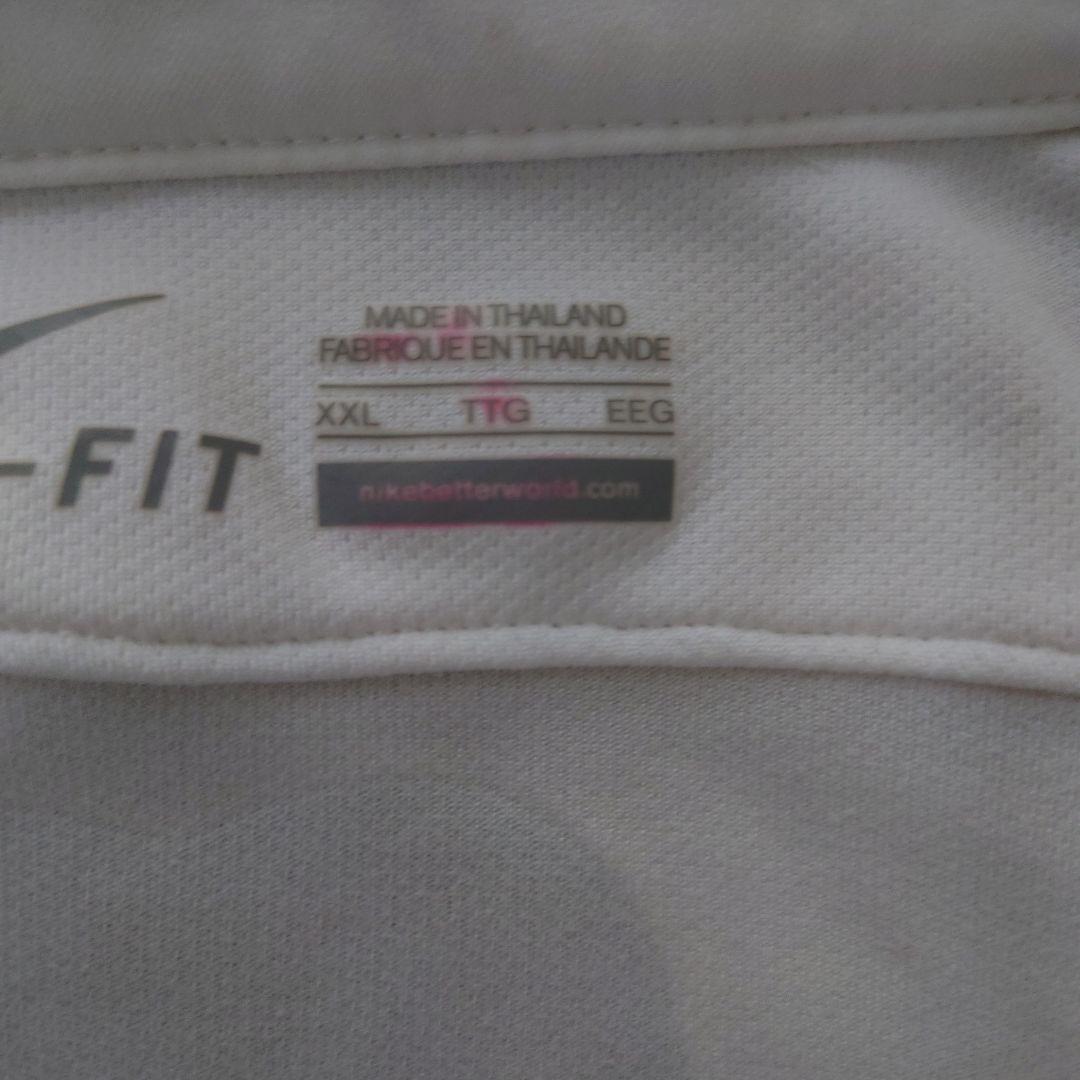 MADE IN THAILAND
FABRIQUE EN THAILANDE
XXL TTG EEG
-FIT
nikebetterworld.com